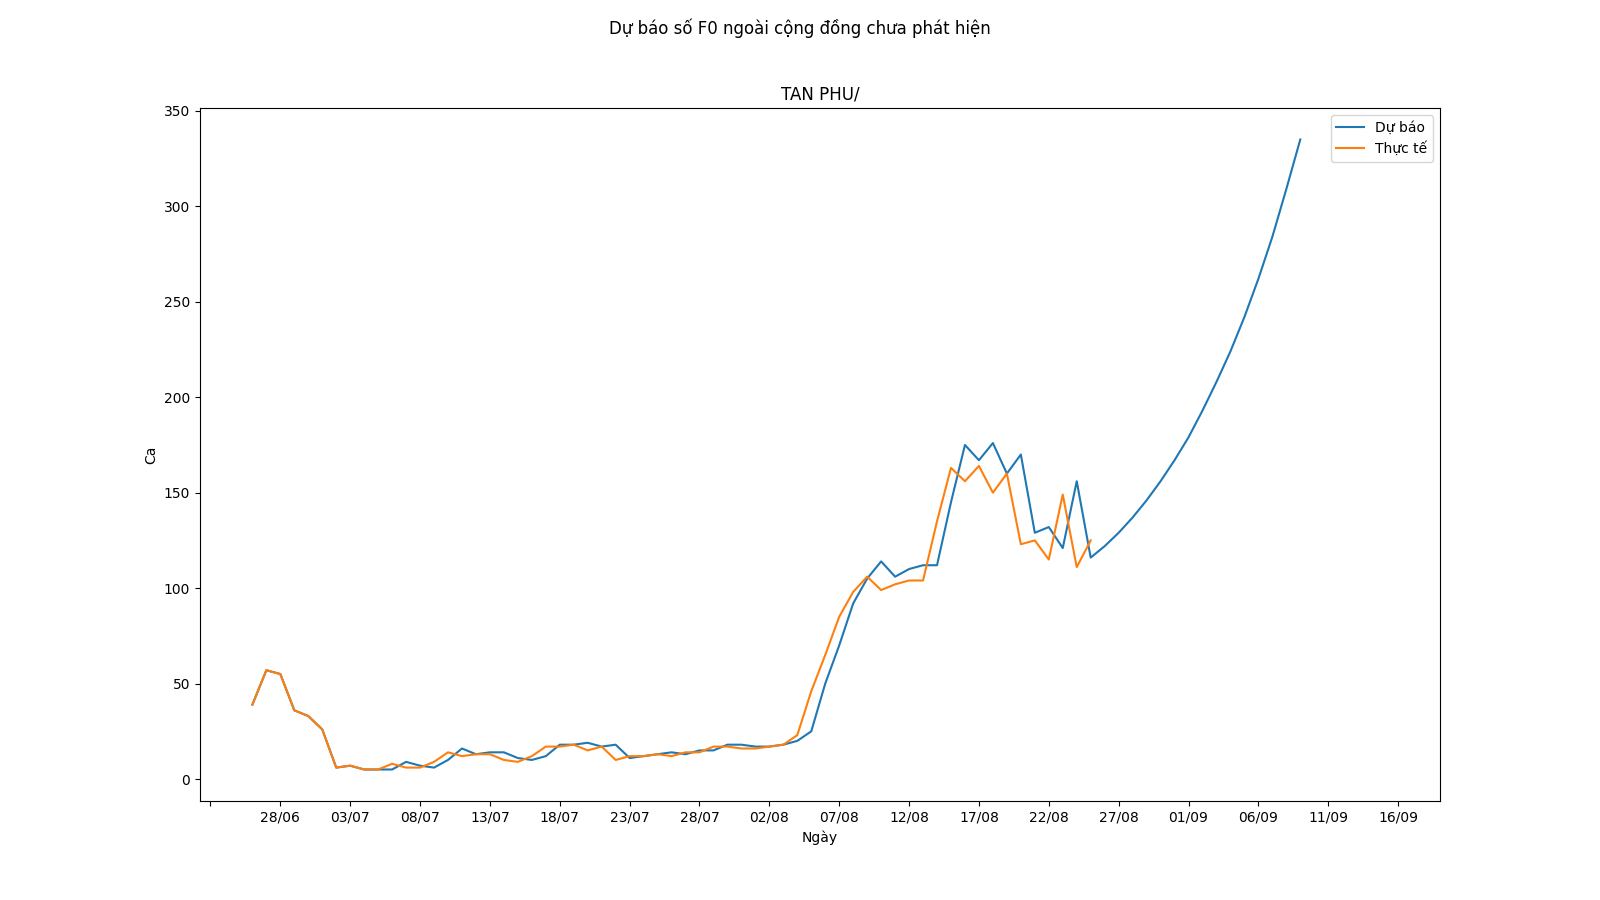 Dự báo số F0 ngoài cộng đồng chưa phát hiện
TAN PHU/
350
300
250
200
150
100
50
0
Ca
Dự báo
Thực tế
28/06 03/07 08/07 13/07 18/07 23/07 28/07 02/08 07/08 12/08 17/08 22/08 27/08 01/09 06/09 11/09 16/09
Ngày